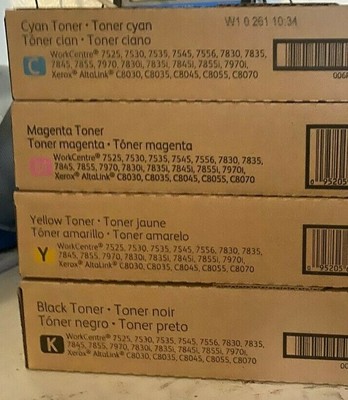 Cyan Toner • Toner cyan
Tóner cian • Toner ciano
W1 0 261 10:34
C
WorkCentre® 7525, 7530, 7535, 7545, 7556, 7830, 7835,
7845, 7855, 7970, 7830i, 7835i, 7845i, 7855i, 7970i,
Xerox® AltaLink® C8030, C8035, C8045, C8055, C8070
Magenta Toner
Toner magenta • Tóner magenta
WorkCentre® 7525, 7530, 7535, 7545, 7556, 7830, 7835,
7845, 7855, 7970, 7830i, 7835i, 7845i, 7855i, 7970i,
Xerox® AltaLink® C8030, C8035, C8045, C8055, C8070
95205
Yellow Toner • Toner jaune
Tóner amarillo • Toner amarelo
Y
WorkCentre® 7525, 7530, 7535, 7545, 7556, 7830, 7835,
7845, 7855, 7970, 7830i, 7835i, 7845i, 7855i, 7970i,
Xerox® AltaLink® C8030, C8035, C8045, C8055, C8070
95205
Black Toner • Toner noir
Tóner negro • Toner preto
K
WorkCentre® 7525, 7530, 7535, 7545, 7556, 7830, 7835,
7845, 7855, 7970, 7830i, 7835i, 7845i, 7855i, 7970i,
Xerox® AltaLink® C8030, C8035, C8045, C8055, C8070